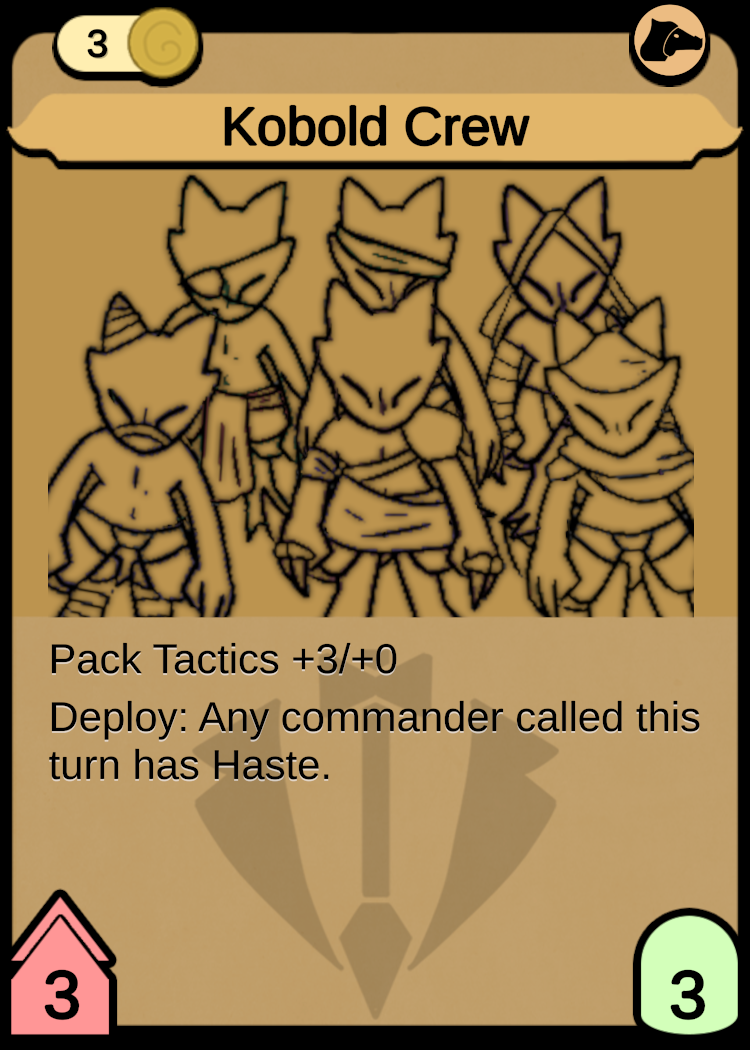 3
Kobold Crew
Pack Tactics +3/+0
Deploy: Any commander called this
turn has Haste.
3
3